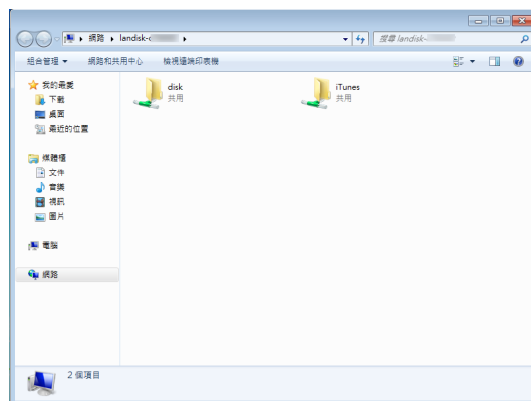 網路 landisk-
搜尋 landisk-
組合管理 網路和共用中心 檢視遠端印表機
我的最愛
下載
桌面
最近的位置
媒體櫃
文件
音樂
視訊
圖片
電腦
網路
disk
共用
iTunes
共用
2 個項目